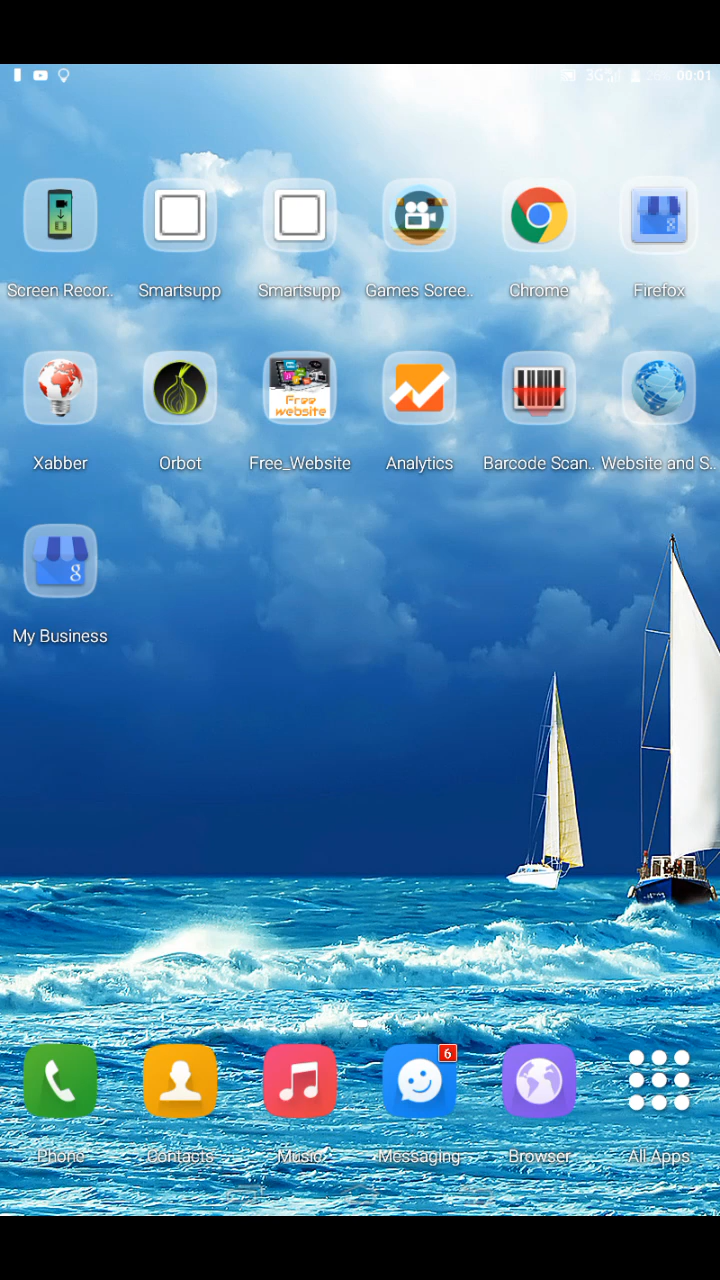 3G 00:01
Screen Recor.. Smartsupp Smartsupp Games Scree.. Chrome Firefox
Free
website
Xabber Orbot Free_Website Analytics Barcode Scan.. Website and S..
g
My Business
6
Phone Contacts Music Messaging Browser All Apps